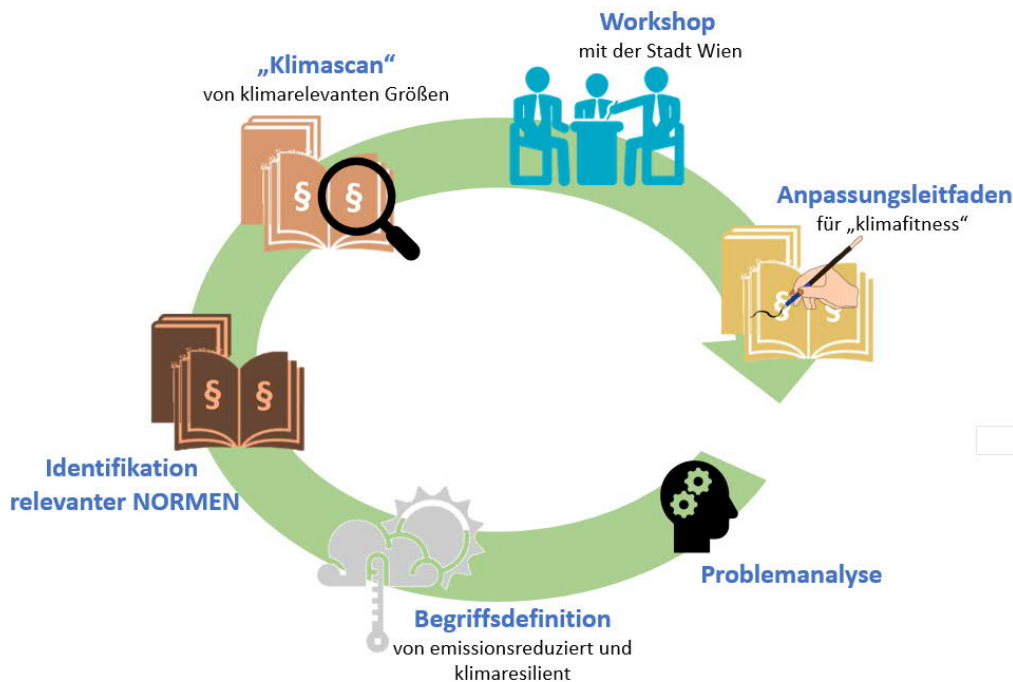 Workshop
mit der Stadt Wien
„Klimascan“
von klimarelevanten Größen
Anpassungsleitfaden
für „klimafitness“
§ §
§ §
§ §
Identifikation
relevanter NORMEN
Problemanalyse
Begriffsdefinition
von emissionsreduziert und
klimaresilient